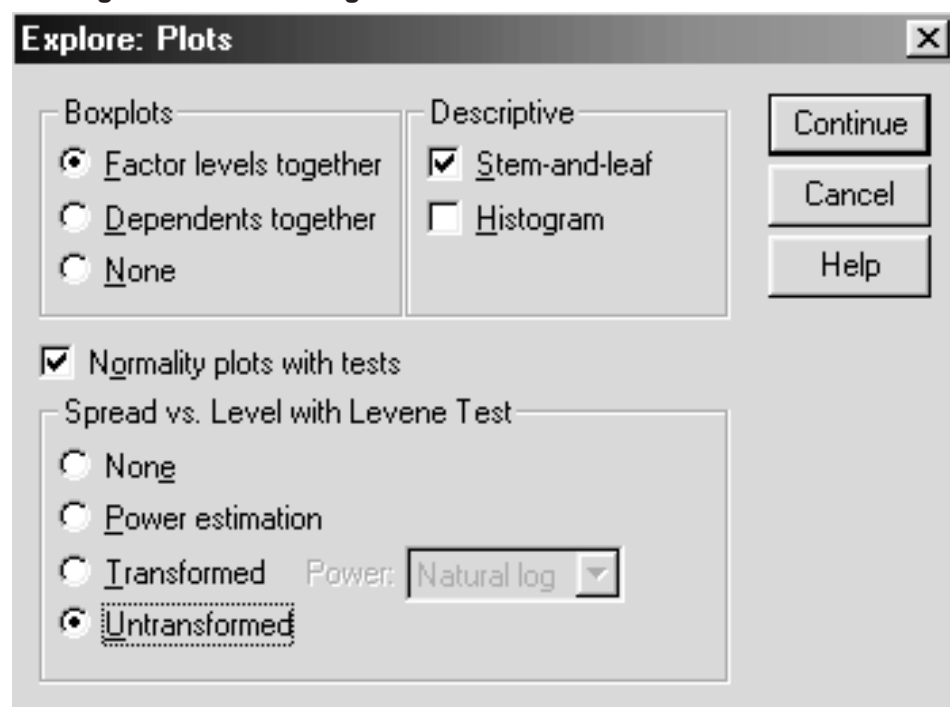 Explore: Plots
Boxplots
Factor levels together
Dependents together
None
Descriptive
Stem-and-leaf
Histogram
Continue
Cancel
Help
Normality plots with tests
Spread vs. Level with Levene Test
None
Power estimation
Transformed Power: Natural log
Untransformed